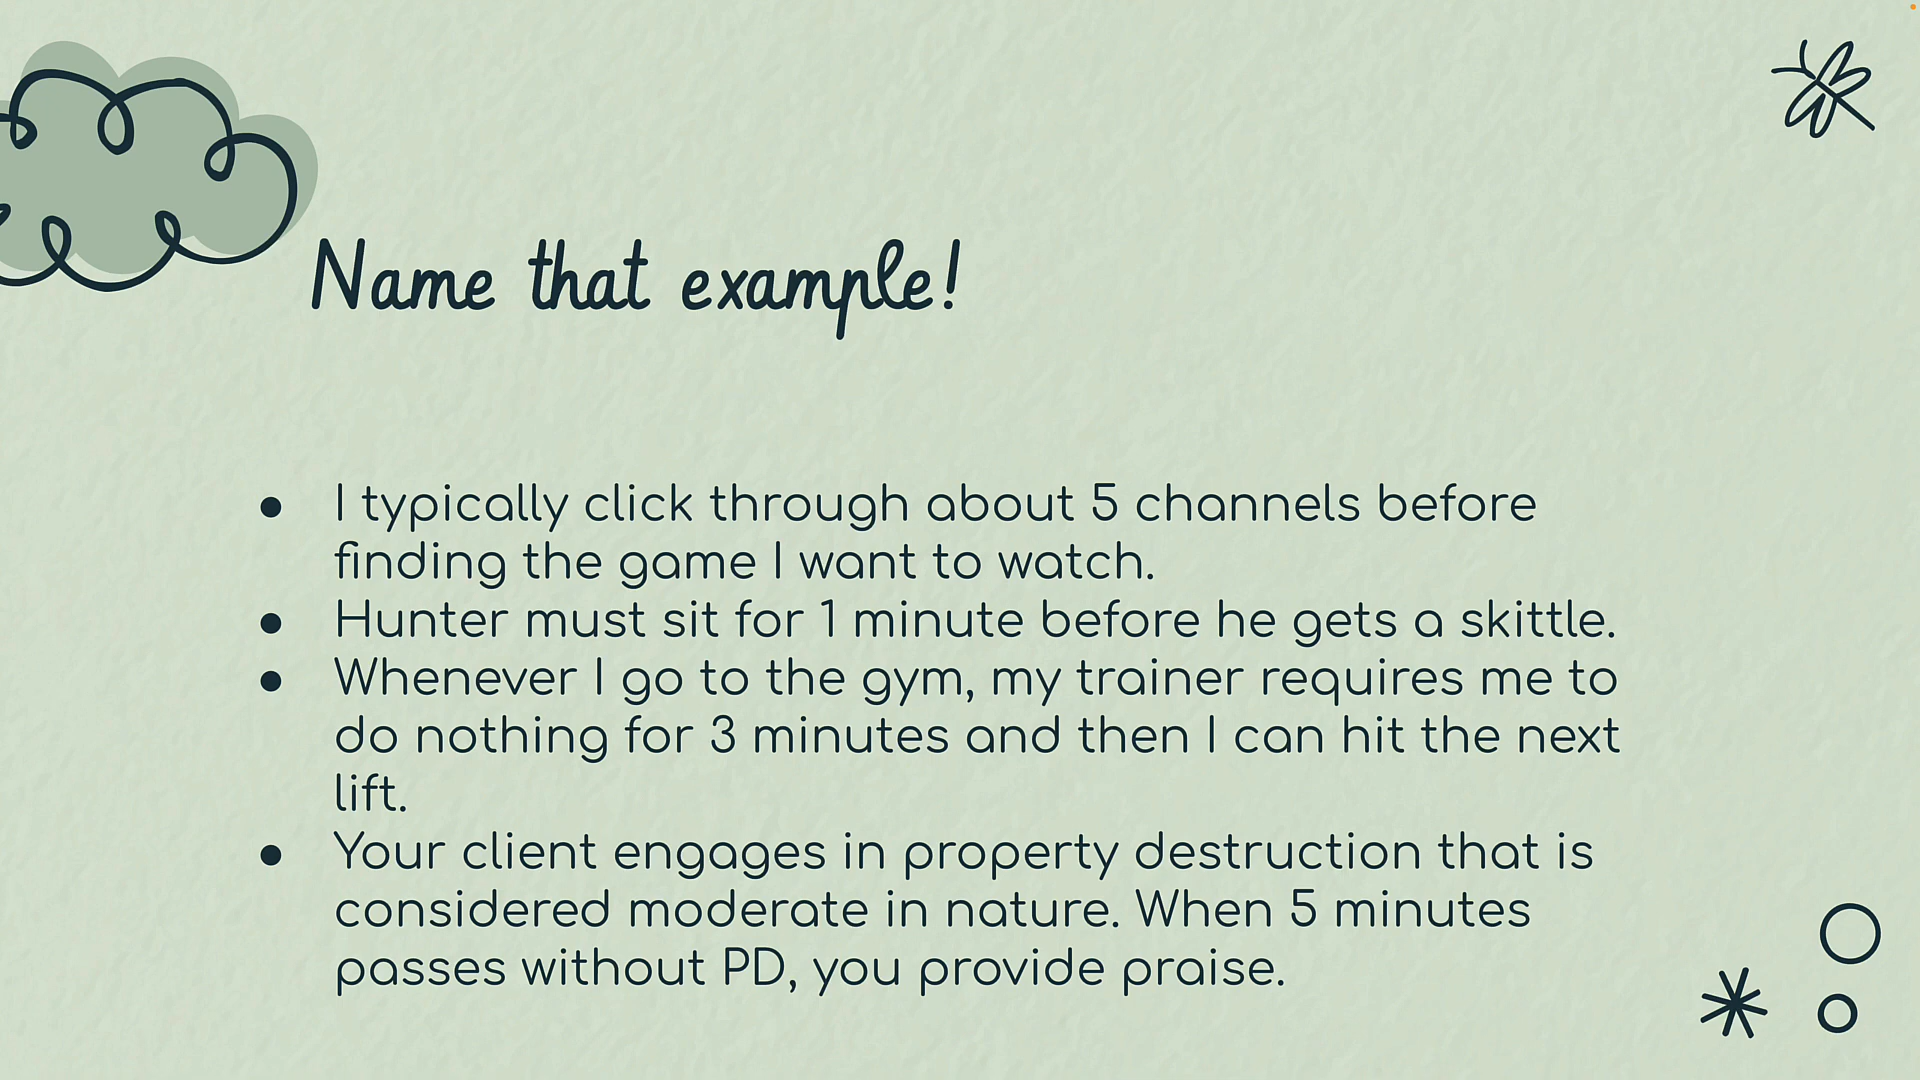 Name that example!
● I typically click through about 5 channels before
finding the game I want to watch.
● Hunter must sit for 1 minute before he gets a skittle.
● Whenever I go to the gym, my trainer requires me to
do nothing for 3 minutes and then I can hit the next
lift.
● Your client engages in property destruction that is
considered moderate in nature. When 5 minutes
passes without PD, you provide praise.